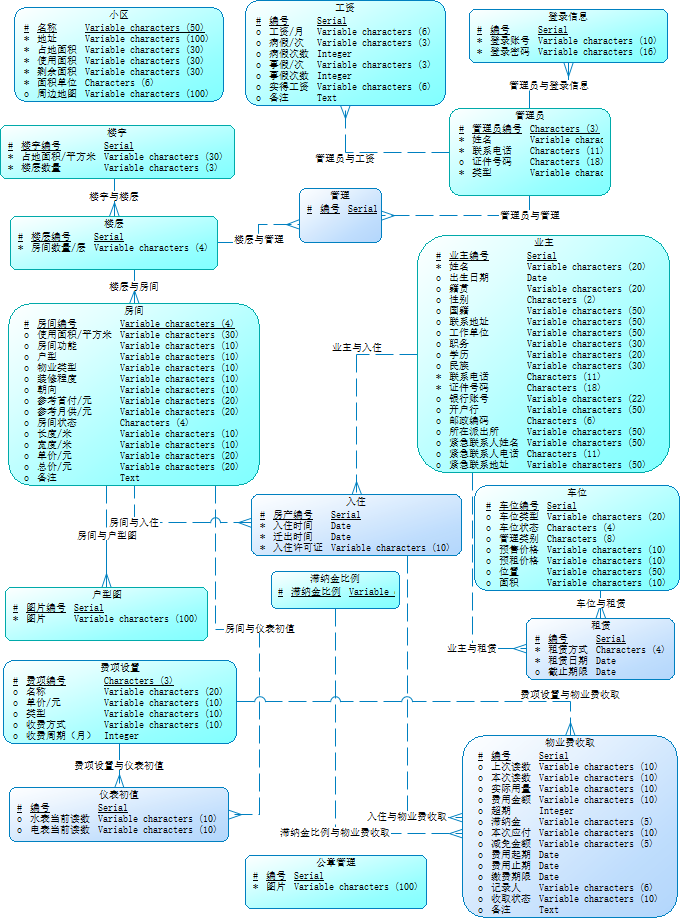 小区
# 名称 Variable characters (50)
* 地址 Variable characters (100)
* 占地面积 Variable characters (30)
* 使用面积 Variable characters (30)
* 剩余面积 Variable characters (30)
* 面积单位 Characters (6)
o 周边地图 Variable characters (100)
工资
# 编号 Serial
o 工资/月 Variable characters (6)
o 病假/次 Variable characters (3)
o 病假次数 Integer
o 事假/次 Variable characters (3)
o 事假次数 Integer
o 实得工资 Variable characters (6)
o 备注 Text
登录信息
# 编号 Serial
* 登录账号 Variable characters (10)
* 登录密码 Variable characters (16)
管理员与登录信息
管理员
# 管理员编号 Characters (3)
* 姓名 Variable charac
* 联系电话 Characters (11)
o 证件号码 Characters (18)
* 类型 Variable charac
管理员与工资
楼宇
# 楼宇编号 Serial
* 占地面积/平方米 Variable characters (30)
* 楼层数量 Variable characters (3)
楼宇与楼层
管理
# 编号 Serial
管理员与管理
楼层
# 楼层编号 Serial
* 房间数量/层 Variable characters (4)
楼层与管理
楼层与房间
业主
# 业主编号 Serial
* 姓名 Variable characters (20)
o 出生日期 Date
o 籍贯 Variable characters (20)
o 性别 Characters (2)
o 国籍 Variable characters (50)
o 联系地址 Variable characters (50)
o 工作单位 Variable characters (50)
o 职务 Variable characters (30)
o 学历 Variable characters (20)
o 民族 Variable characters (30)
* 联系电话 Characters (11)
* 证件号码 Characters (18)
o 银行账号 Variable characters (22)
o 开户行 Variable characters (50)
o 邮政编码 Characters (6)
o 所在派出所 Variable characters (50)
o 紧急联系人姓名 Variable characters (50)
o 紧急联系人电话 Characters (11)
o 紧急联系地址 Variable characters (50)
房间
# 房间编号 Variable characters (4)
o 使用面积/平方米 Variable characters (30)
o 房间功能 Variable characters (10)
o 户型 Variable characters (10)
o 物业类型 Variable characters (10)
o 装修程度 Variable characters (10)
o 朝向 Variable characters (10)
o 参考首付/元 Variable characters (20)
o 参考月供/元 Variable characters (20)
o 房间状态 Characters (4)
o 长度/米 Variable characters (10)
o 宽度/米 Variable characters (10)
o 单价/元 Variable characters (20)
o 总价/元 Variable characters (20)
o 备注 Text
业主与入住
入住
# 房产编号 Serial
* 入住时间 Date
* 迁出时间 Date
* 入住许可证 Variable characters (10)
房间与入住
房间与户型图
车位
# 车位编号 Serial
o 车位类型 Variable characters (20)
o 车位状态 Characters (4)
o 管理类别 Characters (8)
o 预售价格 Variable characters (10)
o 预租价格 Variable characters (10)
o 位置 Variable characters (50)
o 面积 Variable characters (10)
车位与租赁
滞纳金比例
# 滞纳金比例 Variable
户型图
# 图片编号 Serial
* 图片 Variable characters (100)
房间与仪表初值
租赁
# 编号 Serial
* 租赁方式 Characters (4)
* 租赁日期 Date
o 截止期限 Date
业主与租赁
费项设置
# 费项编号 Characters (3)
o 名称 Variable characters (20)
o 单价/元 Variable characters (10)
o 类型 Variable characters (10)
o 收费方式 Variable characters (10)
o 收费周期（月） Integer
费项设置与物业费收取
费项设置与仪表初值
仪表初值
# 编号 Serial
o 水表当前读数 Variable characters (10)
o 电表当前读数 Variable characters (10)
物业费收取
# 编号 Serial
o 上次读数 Variable characters (10)
o 本次读数 Variable characters (10)
o 实际用量 Variable characters (10)
o 费用金额 Variable characters (10)
o 超期 Integer
o 滞纳金 Variable characters (5)
o 本次应付 Variable characters (10)
o 减免金额 Variable characters (5)
o 费用起期 Date
o 费用止期 Date
o 缴费期限 Date
o 记录人 Variable characters (6)
o 收取状态 Variable characters (10)
o 备注 Text
入住与物业费收取
滞纳金比例与物业费收取
公章管理
# 编号 Serial
* 图片 Variable characters (100)